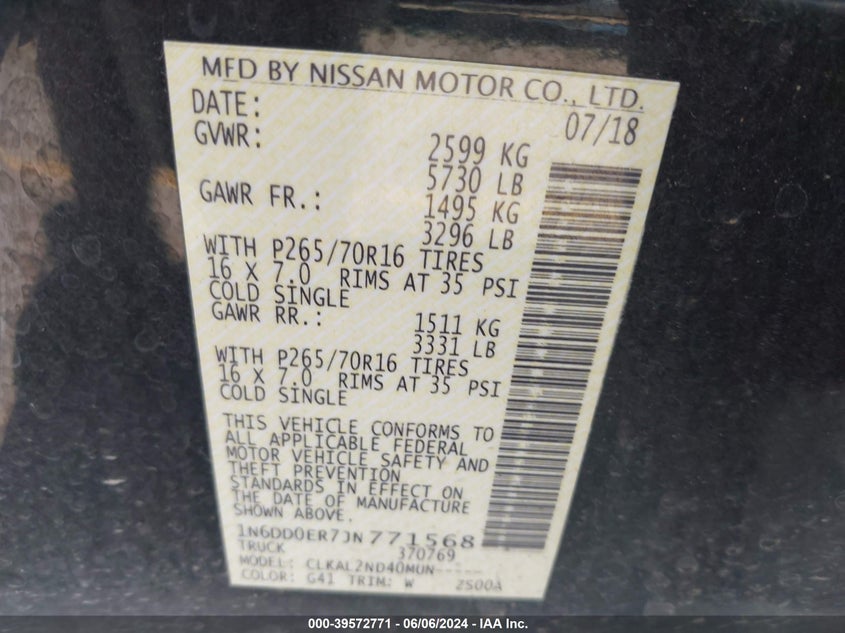 MFD BY NISSAN MOTOR CO., LTD.
DATE: 07/18
GVWR: 2599 KG
5730 LB
GAWR FR.: 1495 KG
3296 LB
WITH P265/70R16 TIRES
16 X 7.0 RIMS AT 35 PSI
COLD SINGLE
GAWR RR.: 1511 KG
3331 LB
WITH P265/70R16 TIRES
16 X 7.0 RIMS AT 35 PSI
COLD SINGLE
THIS VEHICLE CONFORMS TO
ALL APPLICABLE FEDERAL
MOTOR VEHICLE SAFETY AND
THEFT PREVENTION
STANDARDS IN EFFECT ON
THE DATE OF MANUFACTURE
SHOWN ABOVE.
1N6DD0ER7JN771568
TRUCK 370769
MODEL: CLKAL2ND40MUN-----
COLOR: G41 TRIM: W 2S00A
000-39572771 - 06/06/2024 - IAA Inc.